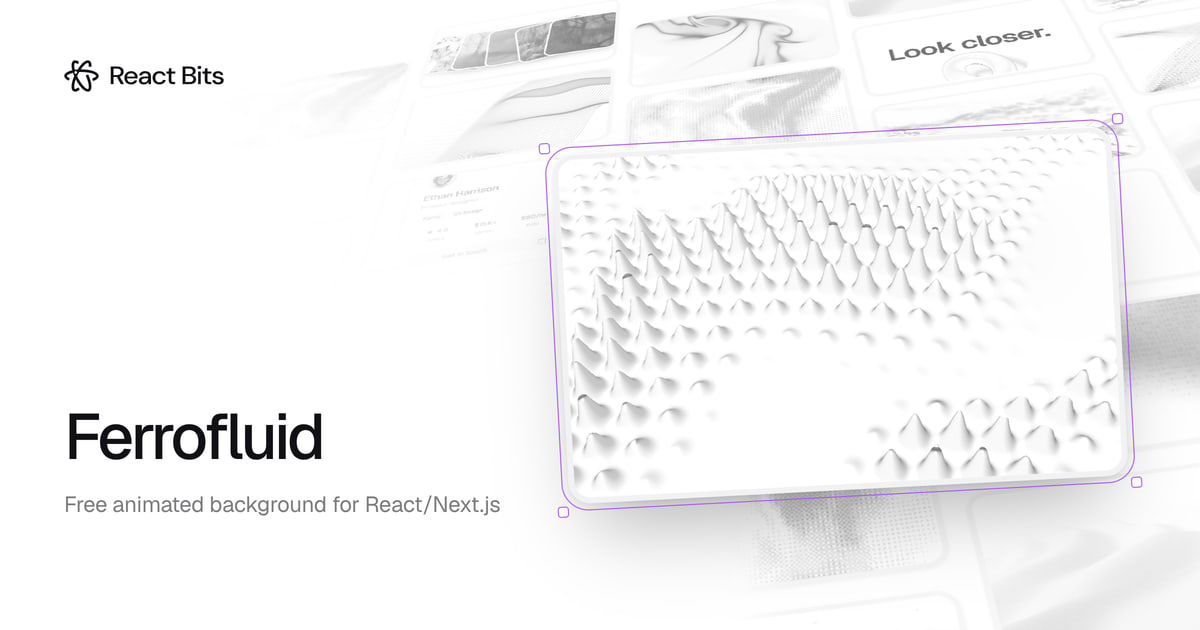 React Bits
Look closer.
Ethan Harrison
Ferrofluid
Free animated background for React/Next.js